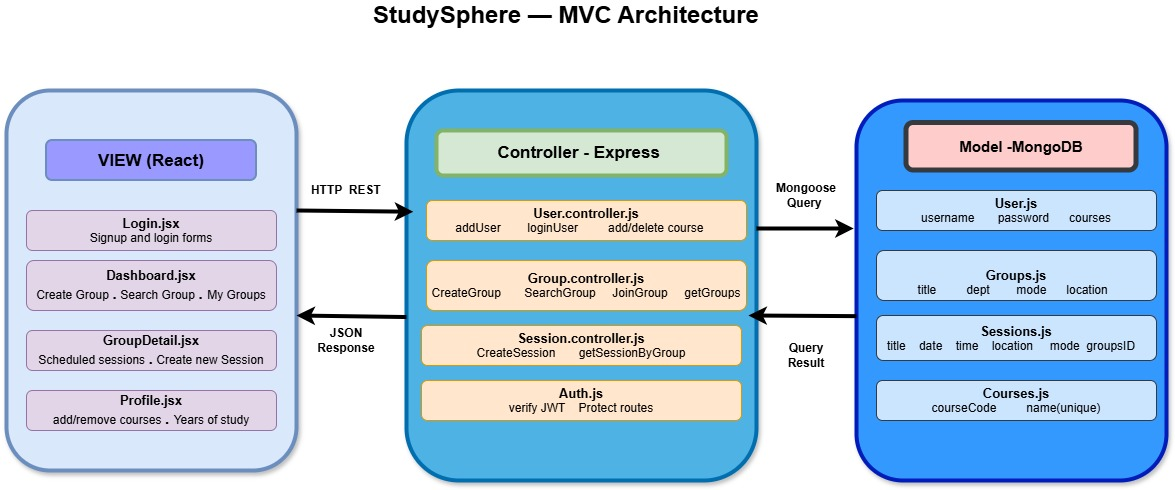 StudySphere — MVC Architecture
VIEW (React)
Login.jsx
Signup and login forms
Dashboard.jsx
Create Group . Search Group . My Groups
GroupDetail.jsx
Scheduled sessions . Create new Session
Profile.jsx
add/remove courses . Years of study
HTTP REST
JSON
Response
Controller - Express
User.controller.js
addUser loginUser add/delete course
Group.controller.js
CreateGroup SearchGroup JoinGroup getGroups
Session.controller.js
CreateSession getSessionByGroup
Auth.js
verify JWT Protect routes
Mongoose
Query
Query
Result
Model -MongoDB
User.js
username password courses
Groups.js
title dept mode location
Sessions.js
title date time location mode groupsID
Courses.js
courseCode name(unique)